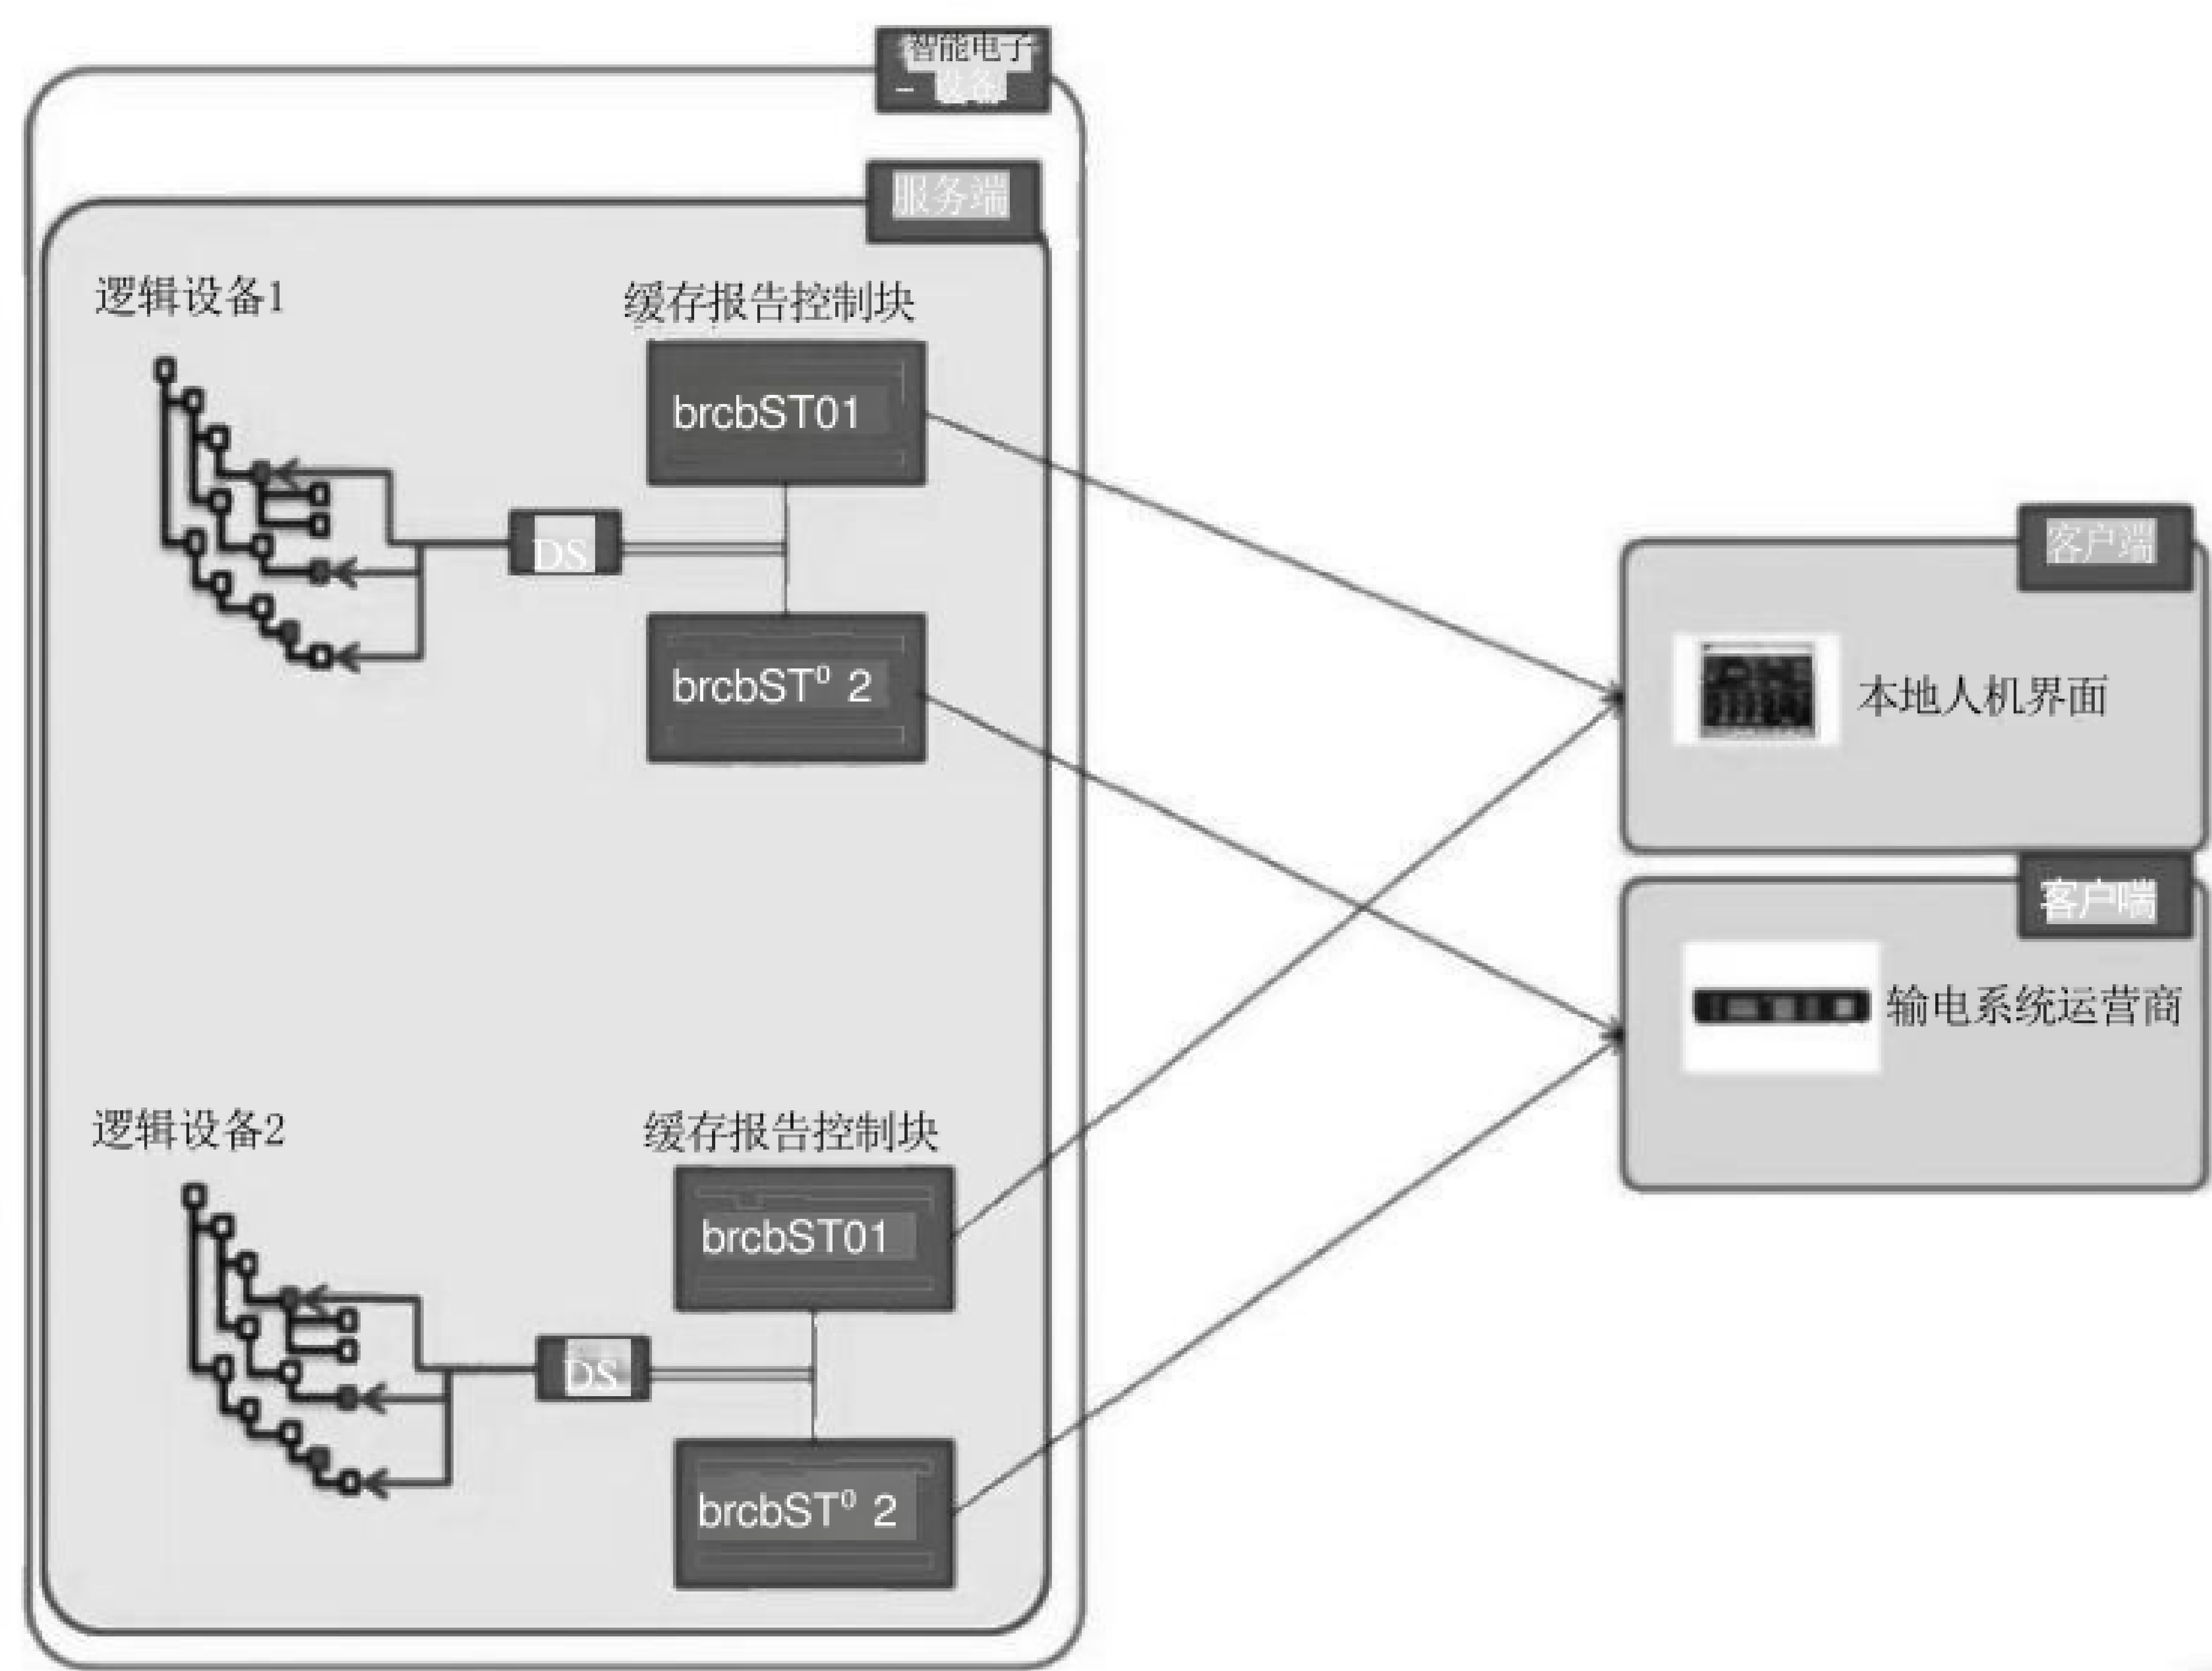 智能电子
- 设备
服务端
逻辑设备1
缓存报告控制块
brcbST01
DS
brcbST⁰ 2
客户端
本地人机界面
客户喘
输电系统运营商
逻辑设备2
缓存报告控制块
brcbST01
DS
brcbST⁰ 2